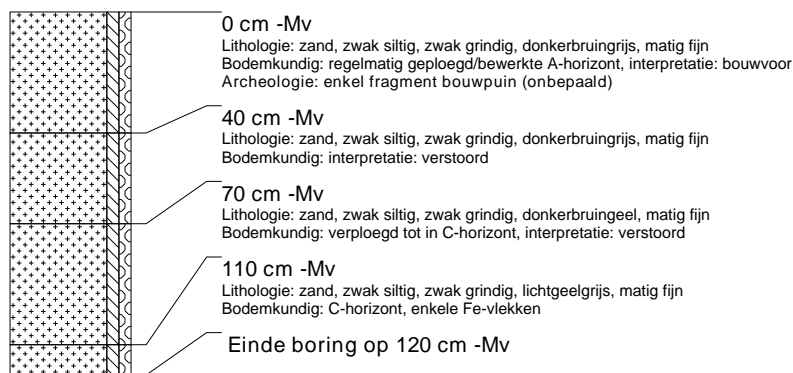 0 cm -Mv
Lithologie: zand, zwak siltig, zwak grindig, donkerbruingrijs, matig fijn
Bodemkundig: regelmatig geploegd/bewerkte A-horizont, interpretatie: bouwvoor
Archeologie: enkel fragment bouwpuin (onbepaald)
40 cm -Mv
Lithologie: zand, zwak siltig, zwak grindig, donkerbruingrijs, matig fijn
Bodemkundig: interpretatie: verstoord
70 cm -Mv
Lithologie: zand, zwak siltig, zwak grindig, donkerbruingeel, matig fijn
Bodemkundig: verploegd tot in C-horizont, interpretatie: verstoord
110 cm -Mv
Lithologie: zand, zwak siltig, zwak grindig, lichtgeelgrijs, matig fijn
Bodemkundig: C-horizont, enkele Fe-vlekken
Einde boring op 120 cm -Mv